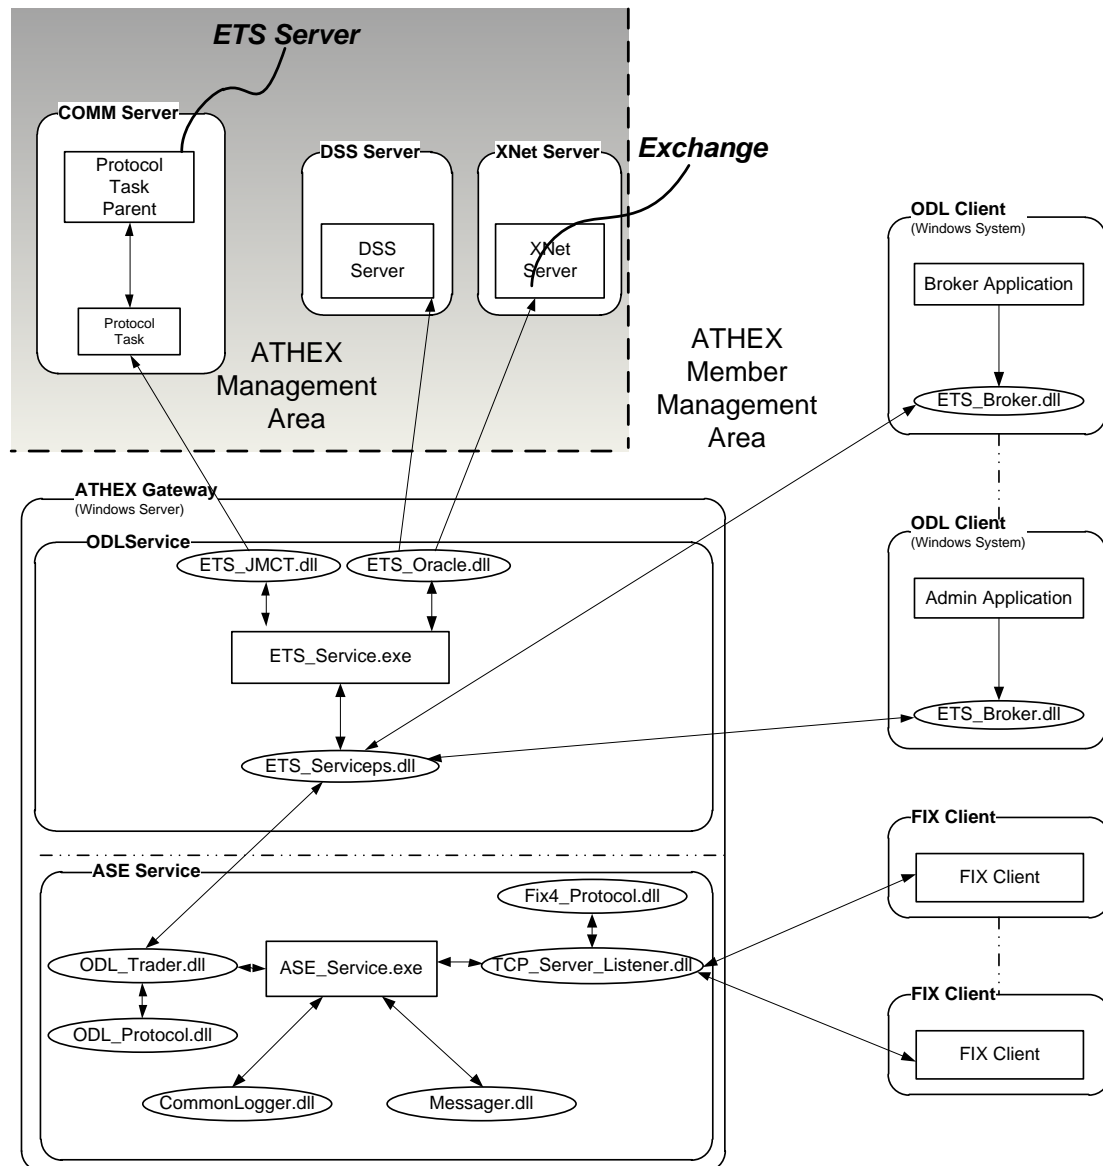 ETS Server
COMM Server
Protocol
Task
Parent
Protocol
Task
DSS Server
DSS
Server
XNet Server
XNet
Server
Exchange
ATHEX
Management
Area
ATHEX
Member
Management
Area
ODL Client
(Windows System)
Broker Application
ETS_Broker.dll
ODL Client
(Windows System)
Admin Application
ETS_Broker.dll
ATHEX Gateway
(Windows Server)
ODLService
ETS_JMCT.dll
ETS_Oracle.dll
ETS_Service.exe
ETS_Serviceps.dll
ASE Service
Fix4_Protocol.dll
ODL_Trader.dll
ASE_Service.exe
TCP_Server_Listener.dll
ODL_Protocol.dll
CommonLogger.dll
Messager.dll
FIX Client
FIX Client
FIX Client
FIX Client